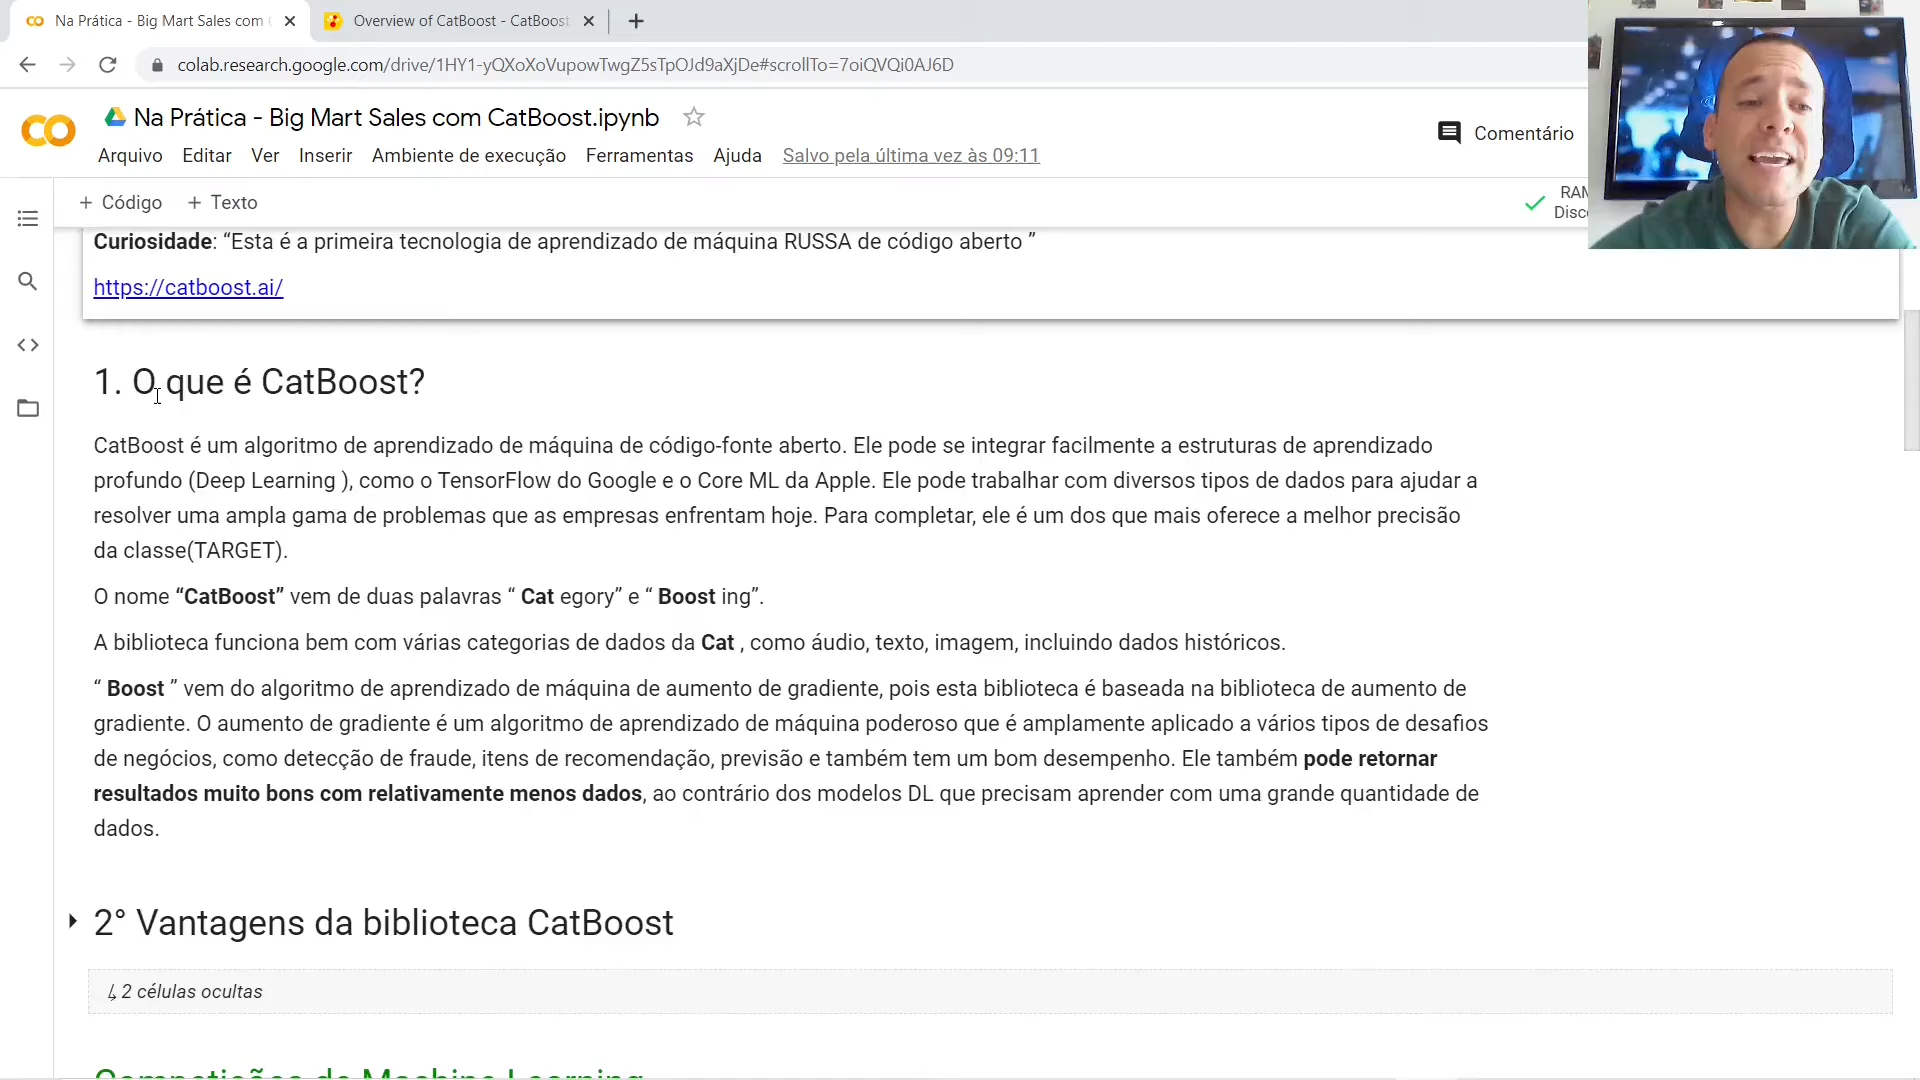 Na Prática - Big Mart Sales com
Overview of CatBoost - CatBoost
colab.research.google.com/drive/1HY1-yQXoXoVupowTwgZ5sTpOJd9aXjDe#scrollTo=7oiQVQi0AJ6D
Na Prática - Big Mart Sales com CatBoost.ipynb
Comentário
Arquivo Editar Ver Inserir Ambiente de execução Ferramentas Ajuda Salvo pela última vez às 09:11
+ Código + Texto
RAM
Disco
Curiosidade: “Esta é a primeira tecnologia de aprendizado de máquina RUSSA de código aberto ”
https://catboost.ai/
1. O que é CatBoost?
CatBoost é um algoritmo de aprendizado de máquina de código-fonte aberto. Ele pode se integrar facilmente a estruturas de aprendizado
profundo (Deep Learning ), como o TensorFlow do Google e o Core ML da Apple. Ele pode trabalhar com diversos tipos de dados para ajudar a
resolver uma ampla gama de problemas que as empresas enfrentam hoje. Para completar, ele é um dos que mais oferece a melhor precisão
da classe(TARGET).
O nome “CatBoost” vem de duas palavras “ Cat egory” e “ Boost ing”.
A biblioteca funciona bem com várias categorias de dados da Cat , como áudio, texto, imagem, incluindo dados históricos.
“ Boost ” vem do algoritmo de aprendizado de máquina de aumento de gradiente, pois esta biblioteca é baseada na biblioteca de aumento de
gradiente. O aumento de gradiente é um algoritmo de aprendizado de máquina poderoso que é amplamente aplicado a vários tipos de desafios
de negócios, como detecção de fraude, itens de recomendação, previsão e também tem um bom desempenho. Ele também pode retornar
resultados muito bons com relativamente menos dados, ao contrário dos modelos DL que precisam aprender com uma grande quantidade de
dados.
2° Vantagens da biblioteca CatBoost
↳ 2 células ocultas
Competições de Machine Learning